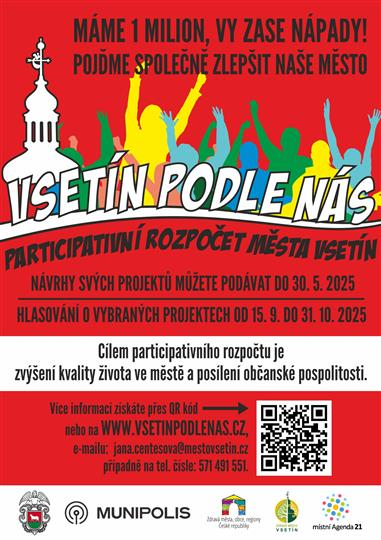 MÁME 1 MILION, VY ZASE NÁPADY!
POJĎME SPOLEČNĚ ZLEPŠIT NAŠE MĚSTO
VSETÍN PODLE NÁS
PARTICIPATIVNÍ ROZPOČET MĚSTA VSETÍN
NÁVRHY SVÝCH PROJEKTŮ MŮŽETE PODÁVAT DO 30. 5. 2025
HLASOVÁNÍ O VYBRANÝCH PROJEKTECH OD 15. 9. DO 31. 10. 2025
Cílem participativního rozpočtu je
zvýšení kvality života ve městě a posílení občanské pospolitosti.
Více informací získáte přes QR kód
nebo na WWW.VSETINPODLENAS.CZ,
e-mailu: jana.centesova@mestovsetin.cz
případně na tel. čísle: 571 491 551.
MUNIPOLIS
Zdravá města, obce, regiony
České republiky
ZDRAVÉ MĚSTO
VSETÍN
místní Agenda 21